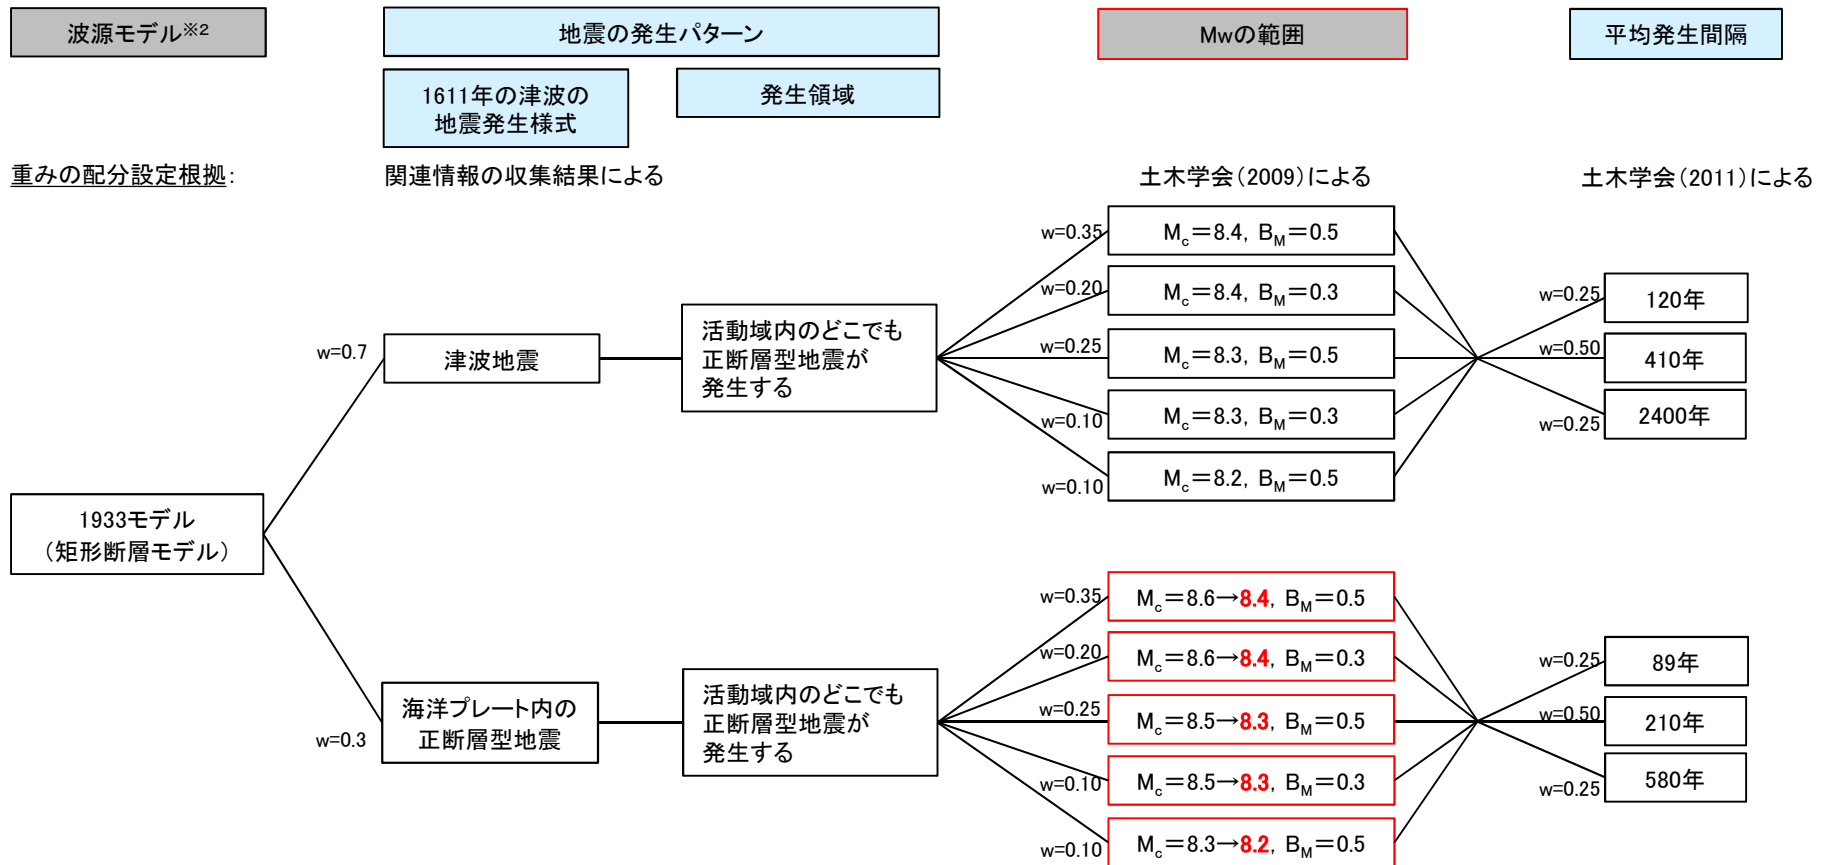 波源モデル※2
地震の発生パターン
Mwの範囲
平均発生間隔
1611年の津波の
地震発生様式
発生領域
重みの配分設定根拠:
関連情報の収集結果による
土木学会(2009)による
土木学会(2011)による
1933モデル
(矩形断層モデル)
w=0.7
津波地震
活動域内のどこでも
正断層型地震が
発生する
w=0.35
Mc=8.4, BM=0.5
w=0.20
Mc=8.4, BM=0.3
w=0.25
Mc=8.3, BM=0.5
w=0.10
Mc=8.3, BM=0.3
w=0.10
Mc=8.2, BM=0.5
w=0.25
120年
w=0.50
410年
w=0.25
2400年
w=0.3
海洋プレート内の
正断層型地震
活動域内のどこでも
正断層型地震が
発生する
w=0.35
Mc=8.6→8.4, BM=0.5
w=0.20
Mc=8.6→8.4, BM=0.3
w=0.25
Mc=8.5→8.3, BM=0.5
w=0.10
Mc=8.5→8.3, BM=0.3
w=0.10
Mc=8.3→8.2, BM=0.5
w=0.25
89年
w=0.50
210年
w=0.25
580年